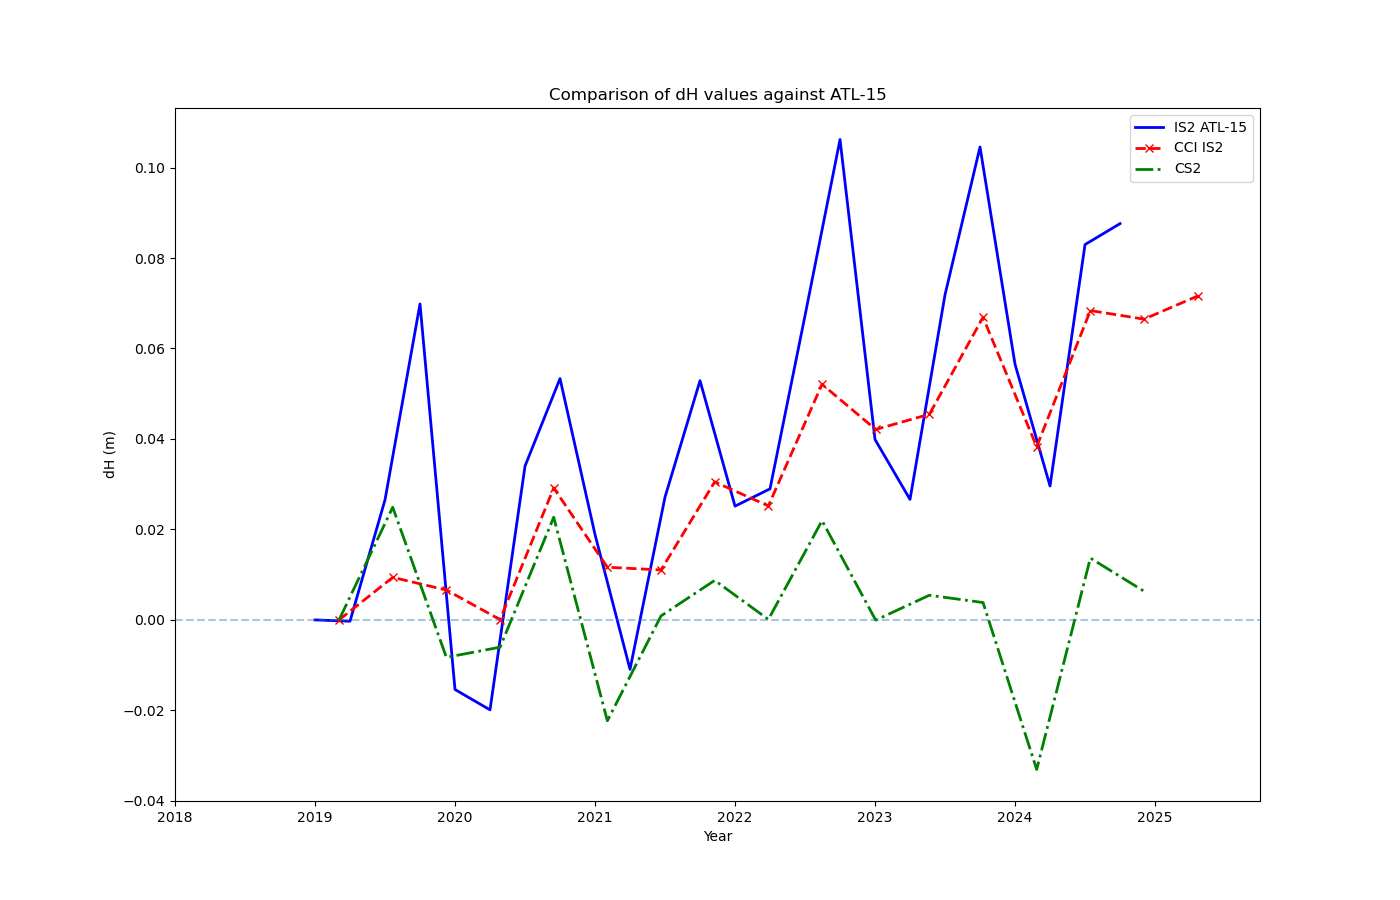 Comparison of dH values against ATL-15
IS2 ATL-15
CCI IS2
CS2
0.10
0.08
0.06
0.04
0.02
0.00
−0.02
−0.04
dH (m)
2018 2019 2020 2021 2022 2023 2024 2025
Year